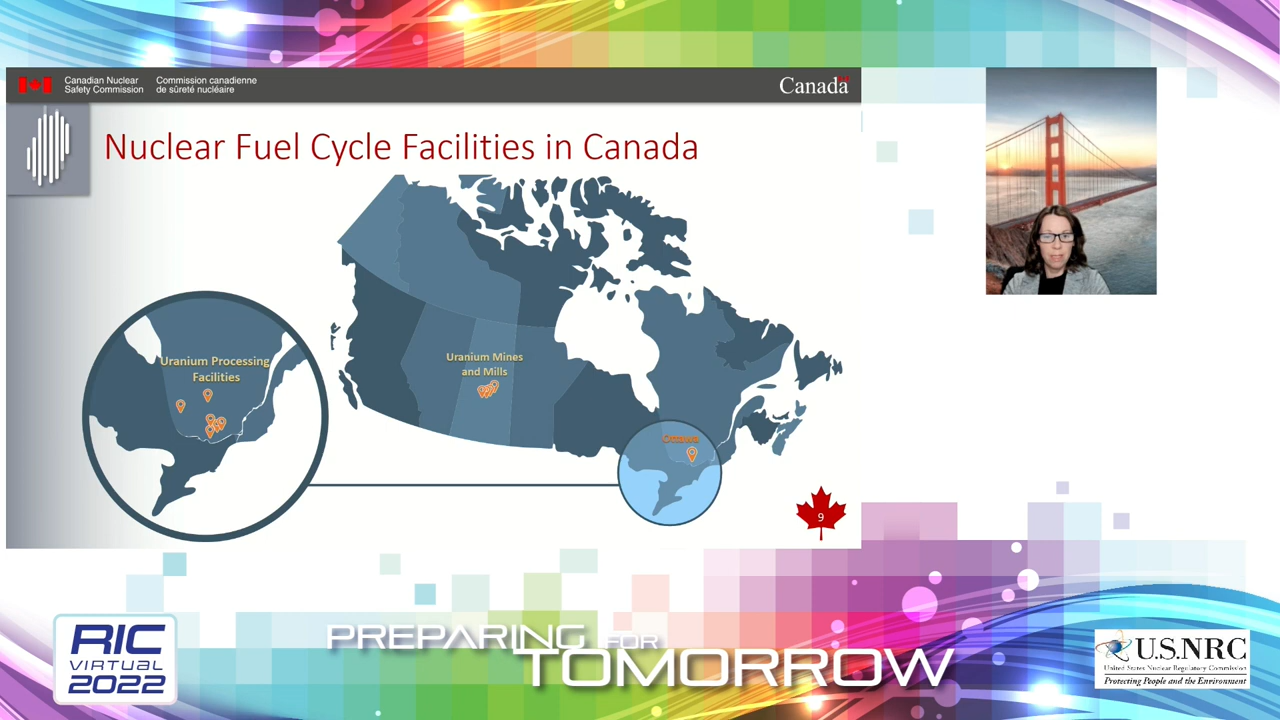 Canadian Nuclear
Safety Commission
Commission canadienne
de sûreté nucléaire
Canada
Nuclear Fuel Cycle Facilities in Canada
Uranium Processing
Facilities
Uranium Mines
and Mills
Ottawa
9
RIC
VIRTUAL
2022
PREPARING FOR
TOMORROW
U.S.NRC
United States Nuclear Regulatory Commission
Protecting People and the Environment